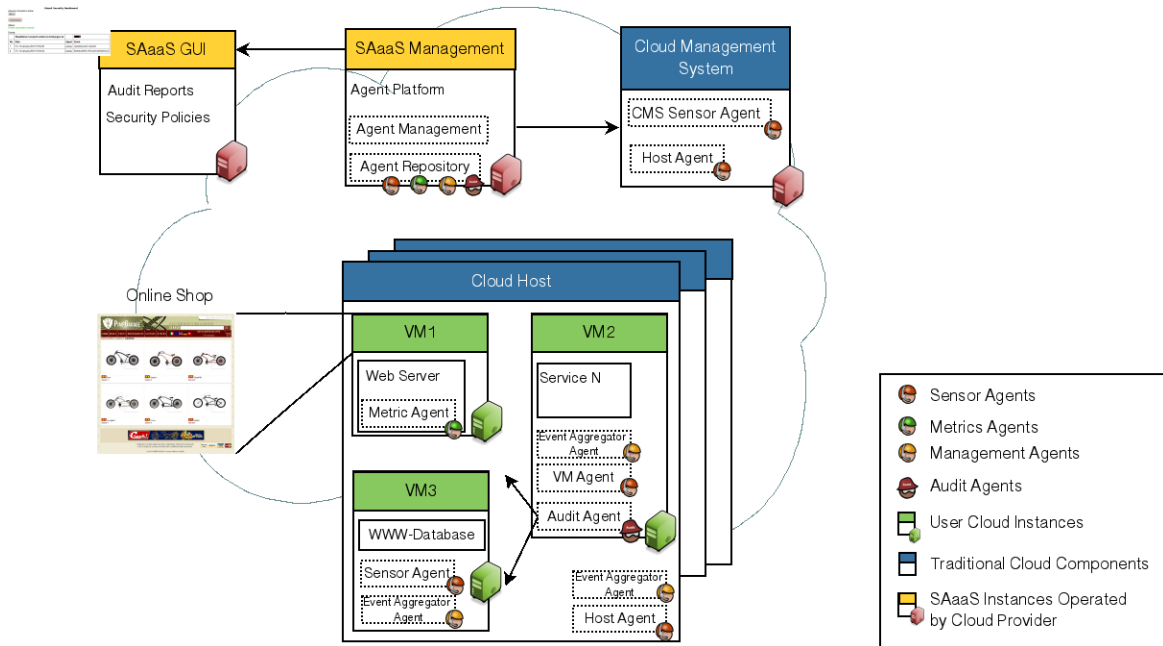 Cloud Security Dashboard
SAaaS GUI
Audit Reports
Security Policies
SAaaS Management
Agent Platform
Agent Management
Agent Repository
Cloud Management
System
CMS Sensor Agent
Host Agent
Online Shop
Cloud Host
VM1
Web Server
Metric Agent
VM2
Service N
Event Aggregator
Agent
VM Agent
Audit Agent
VM3
WWW-Database
Sensor Agent
Event Aggregator
Agent
Event Aggregator
Agent
Host Agent
Sensor Agents
Metrics Agents
Management Agents
Audit Agents
User Cloud Instances
Traditional Cloud Components
SAaaS Instances Operated
by Cloud Provider